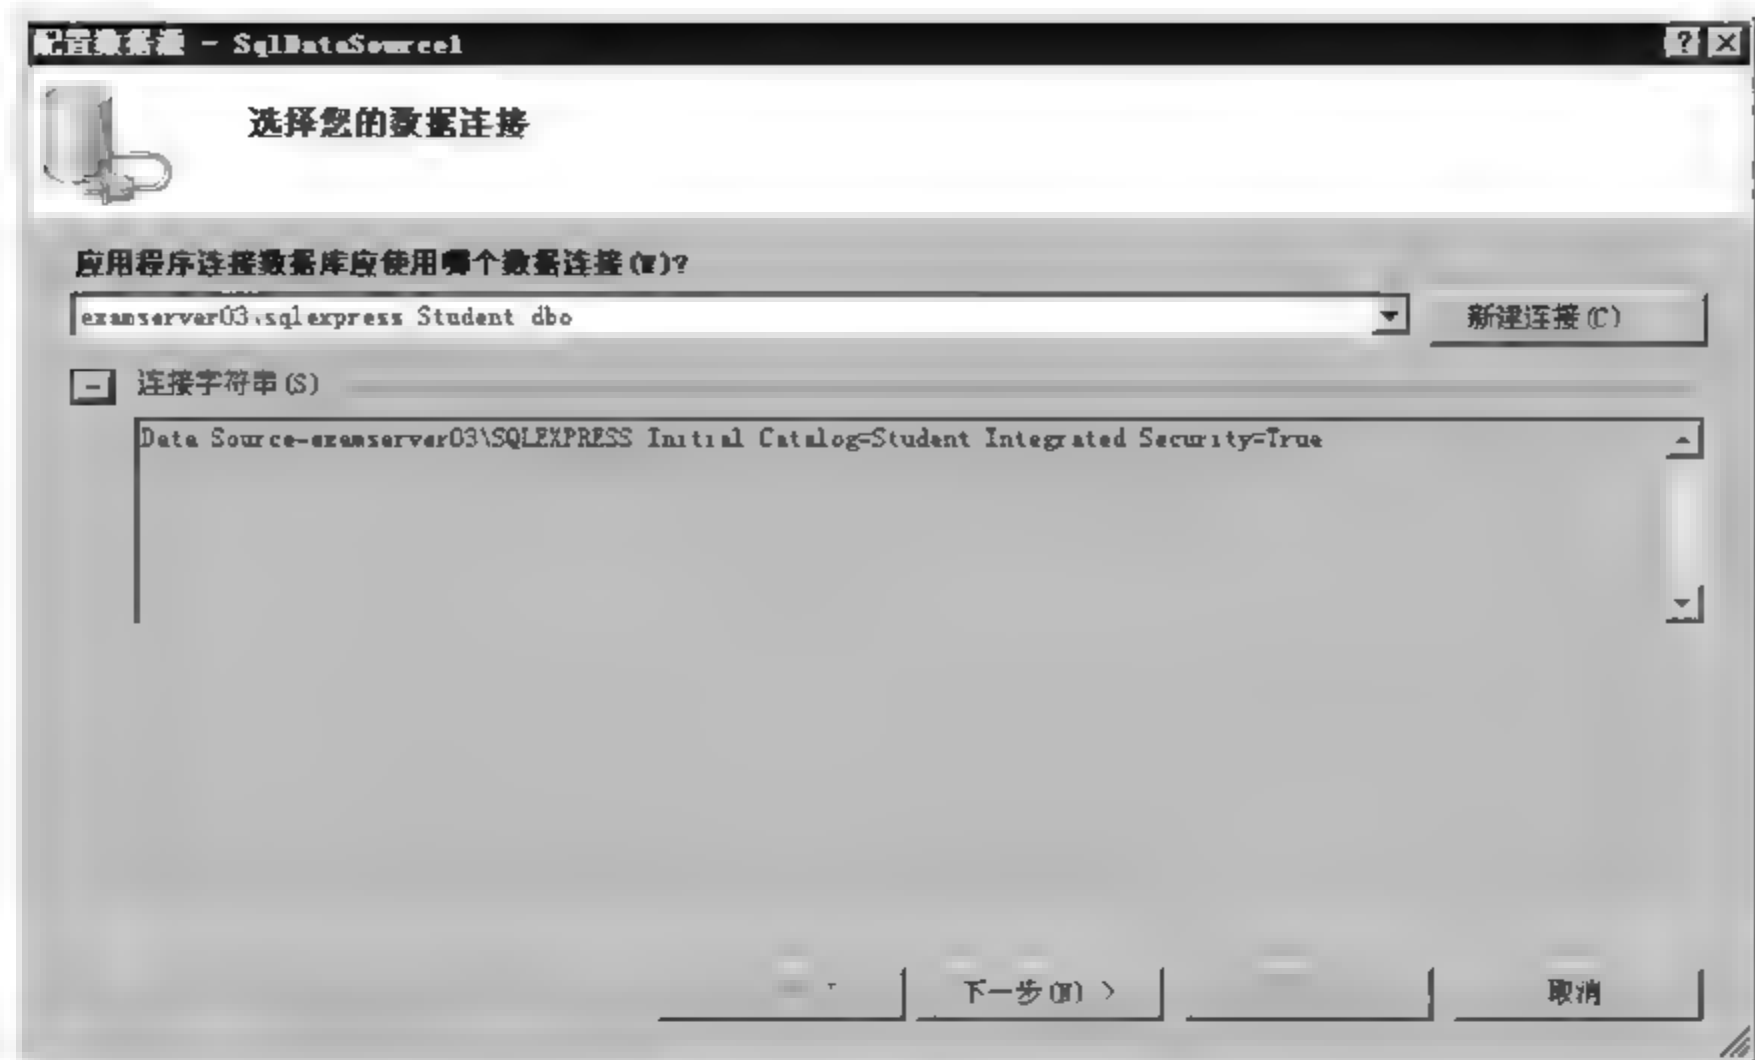 配置数据源 - SqlDataSource1
选择您的数据连接
应用程序连接数据库应使用哪个数据连接(W)?
examserver03.sqlexpress Student dbo
新建连接(C)
连接字符串(S)
Data Source=examserver03\SQLEXPRESS Initial Catalog=Student Integrated Security=True
下一步(N) >
取消